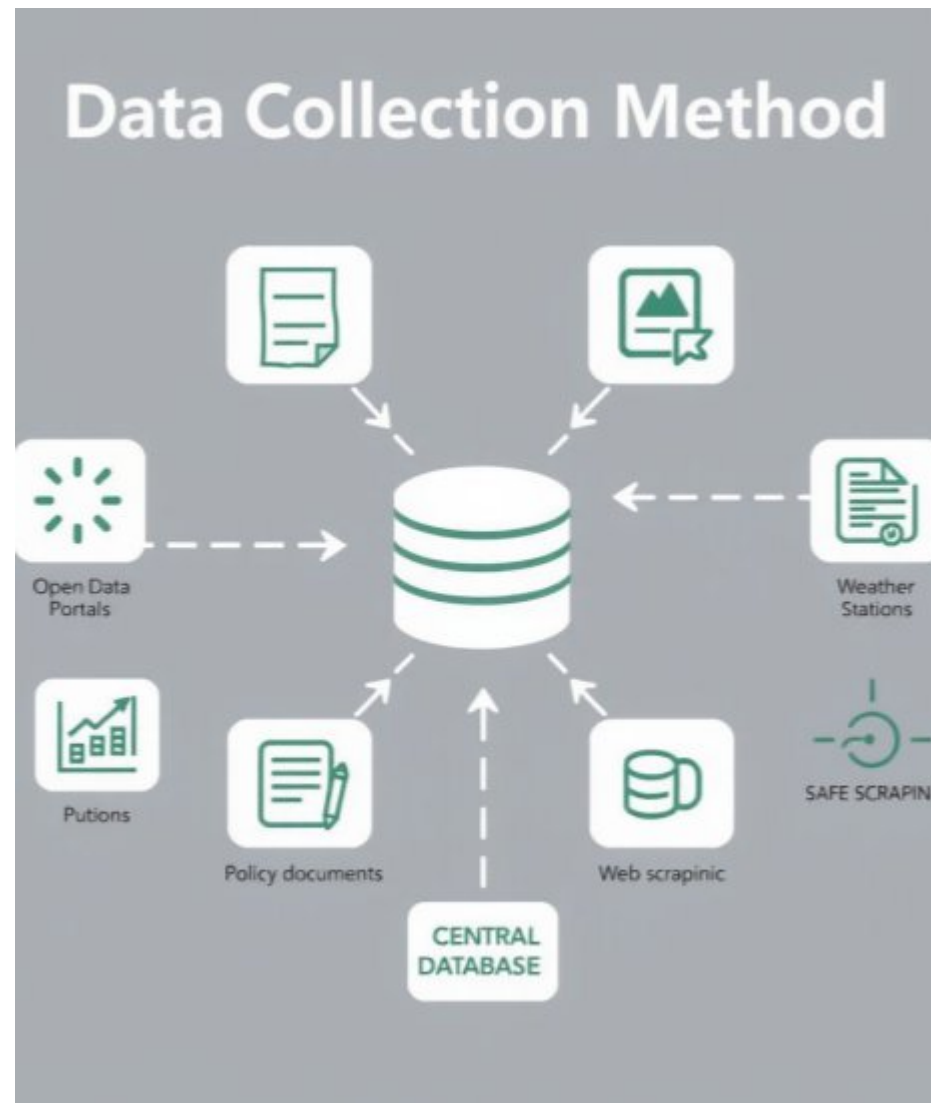 Data Collection Method
Open Data
Portals
Weather
Stations
Putions
SAFE SCRAPIN
Policy documents
Web scrapinic
CENTRAL
DATABASE